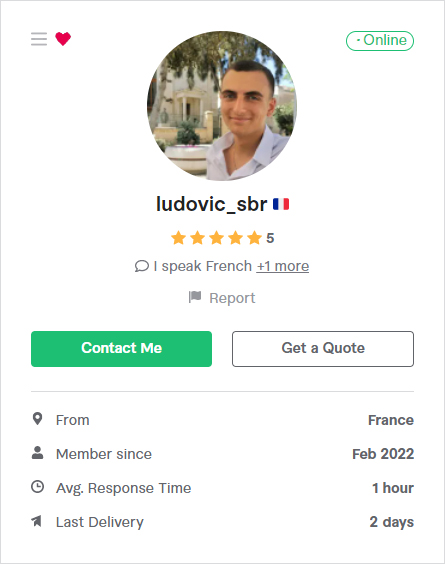 · Online
ludovic_sbr
5
I speak French +1 more
Report
Contact Me
Get a Quote
From France
Member since Feb 2022
Avg. Response Time 1 hour
Last Delivery 2 days